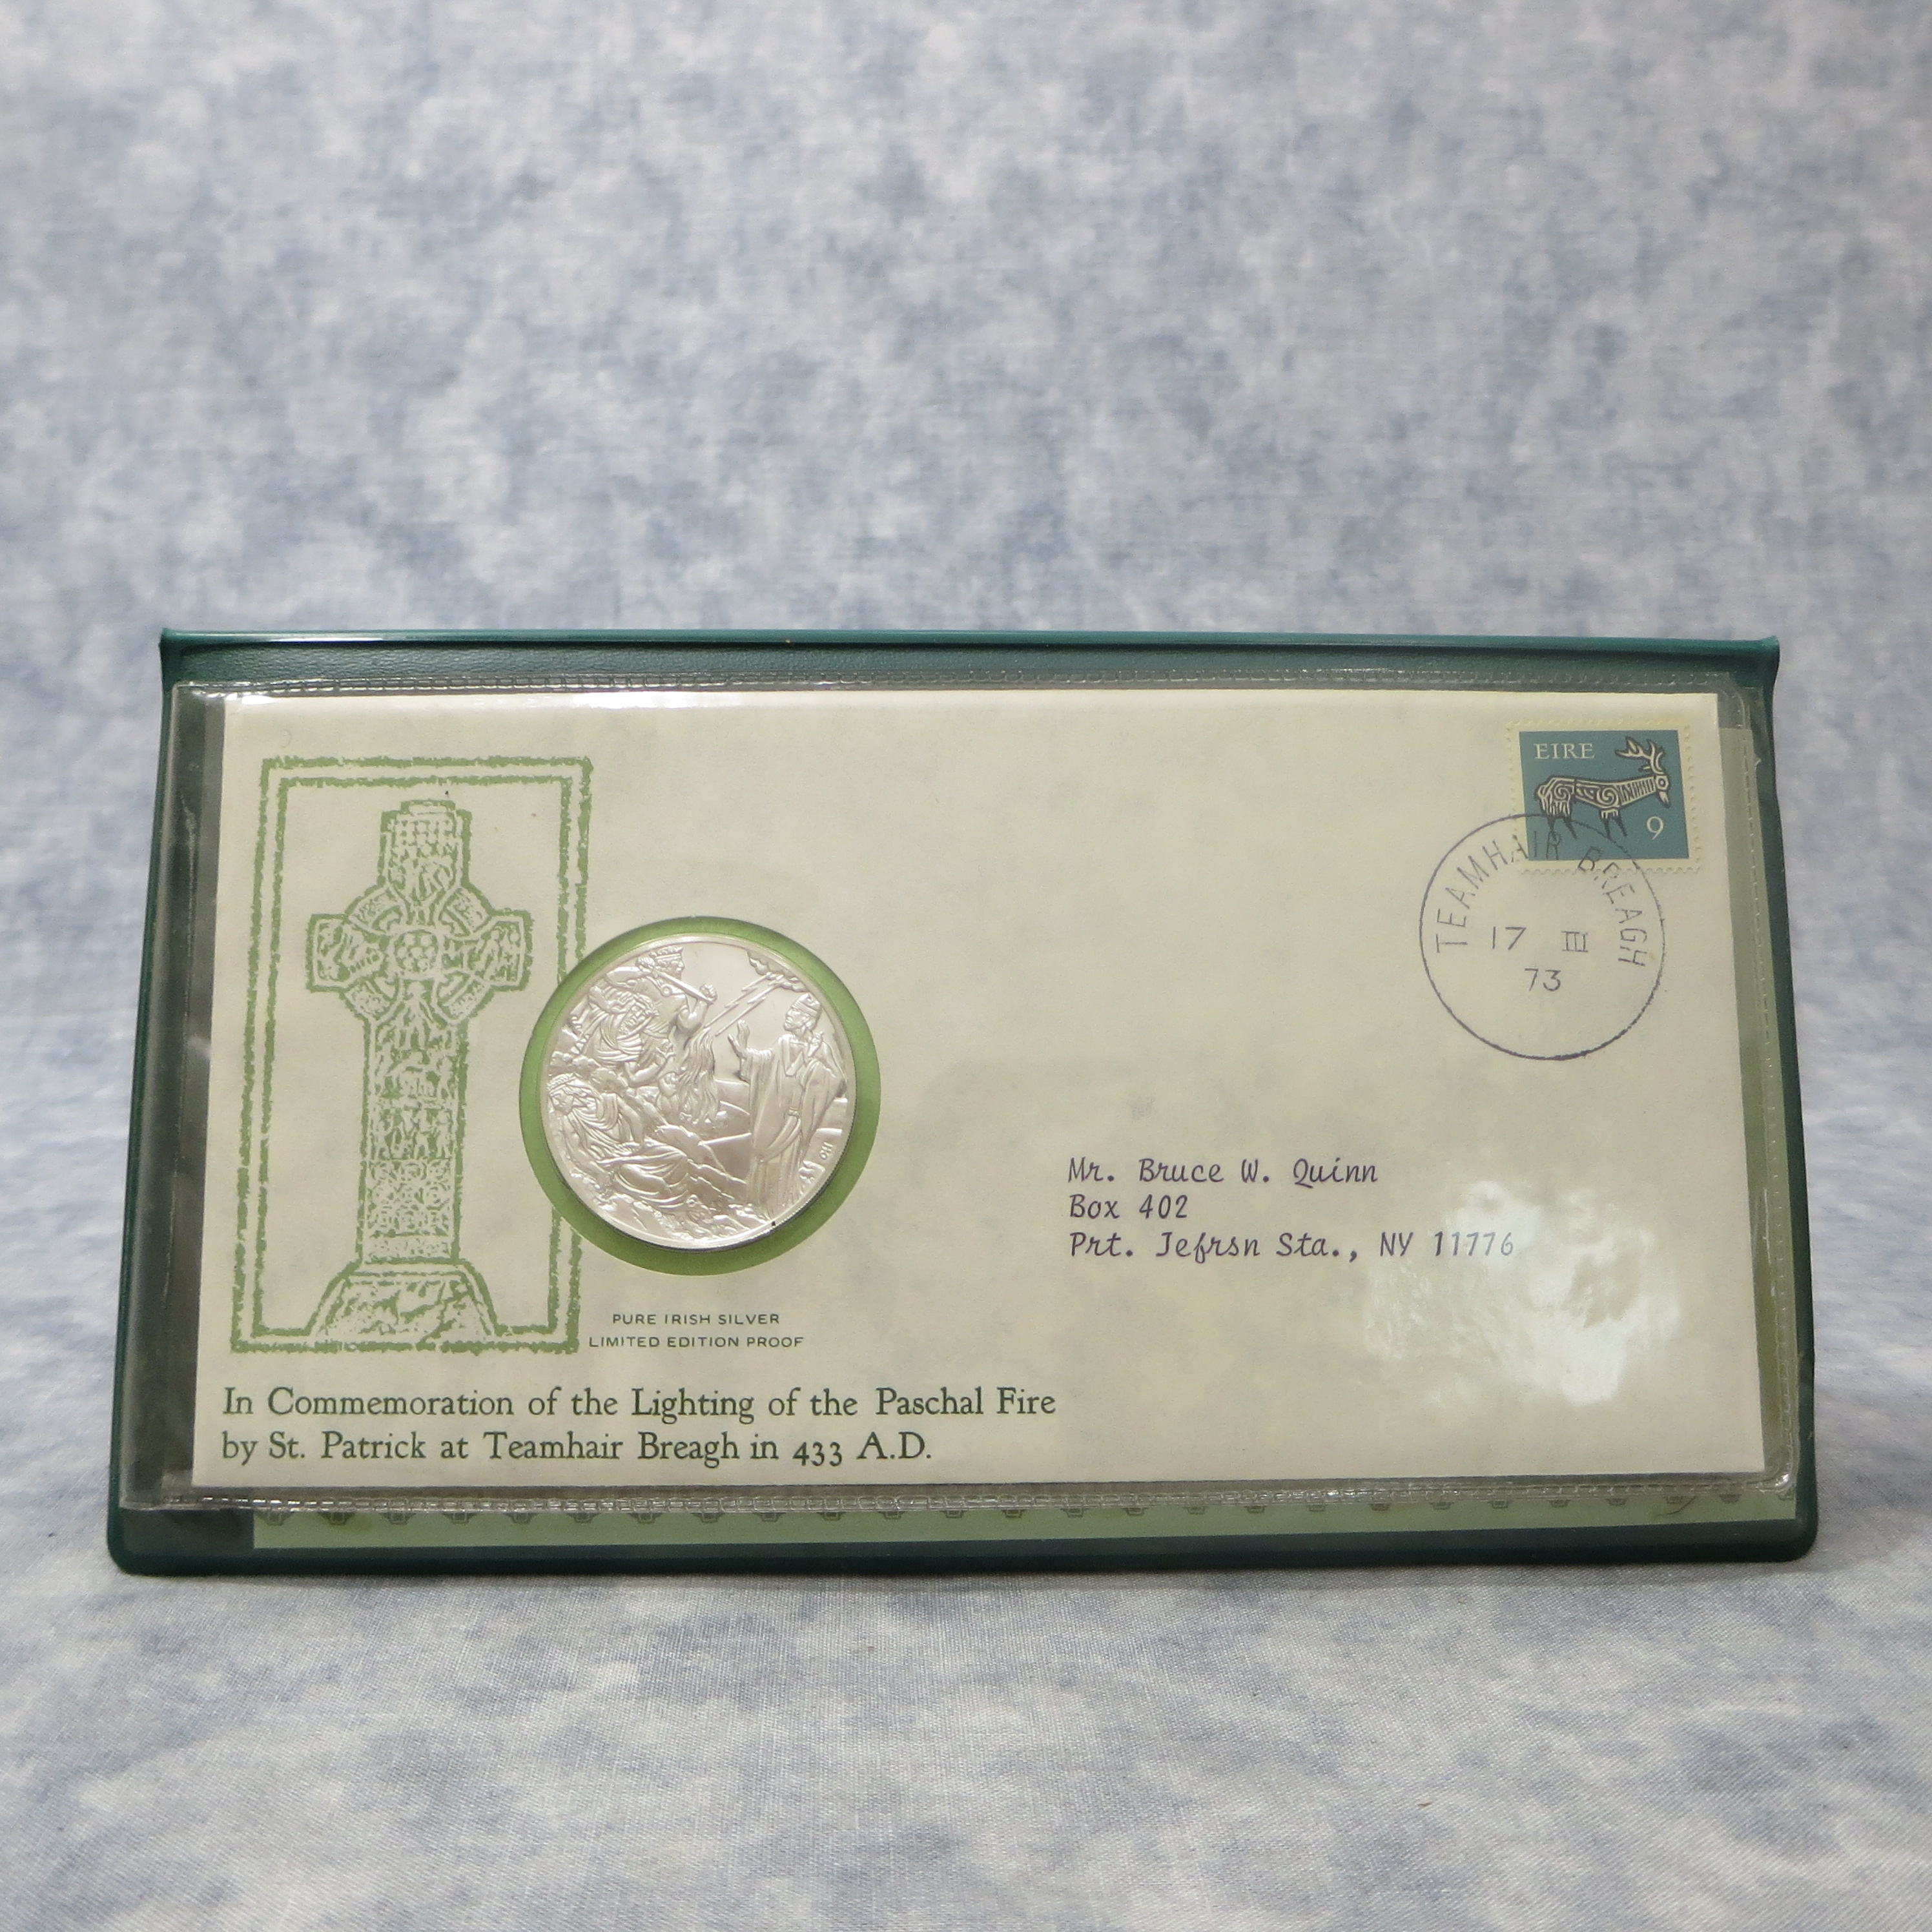 EIRE
9
TEAMHAIR BREAGH
17 III
73
Mr. Bruce W. Quinn
Box 402
Prt. Jefrsn Sta., NY 11776
PURE IRISH SILVER
LIMITED EDITION PROOF
In Commemoration of the Lighting of the Paschal Fire
by St. Patrick at Teamhair Breagh in 433 A.D.